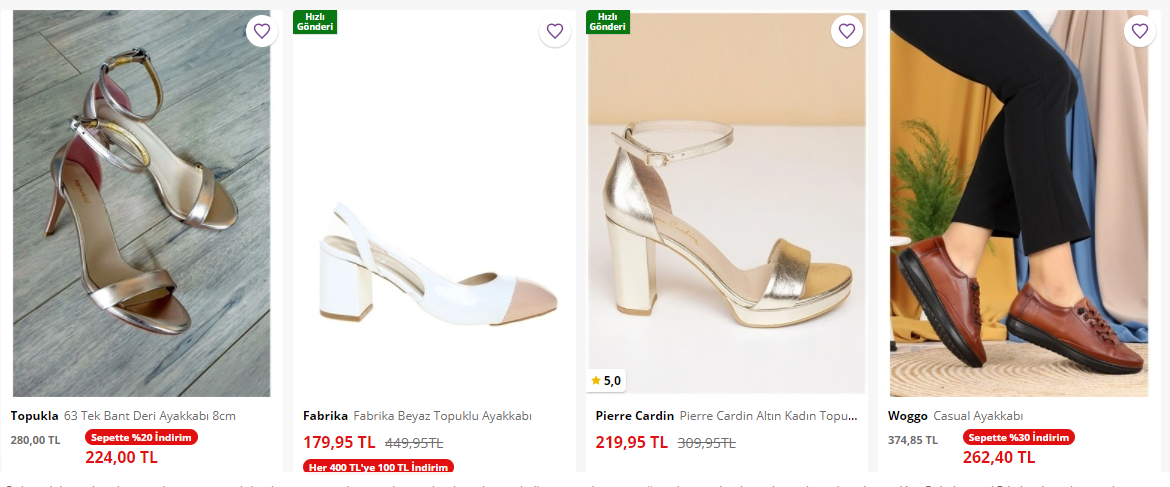 Topukla 63 Tek Bant Deri Ayakkabı 8cm
280,00 TL
Sepette %20 İndirim
224,00 TL
Hızlı
Gönderi
Fabrika Fabrika Beyaz Topuklu Ayakkabı
179,95 TL 449,95TL
Her 400 TL'ye 100 TL İndirim
Hızlı
Gönderi
5,0
Pierre Cardin Pierre Cardin Altın Kadın Topu...
219,95 TL 309,95TL
Woggo Casual Ayakkabı
374,85 TL
Sepette %30 İndirim
262,40 TL